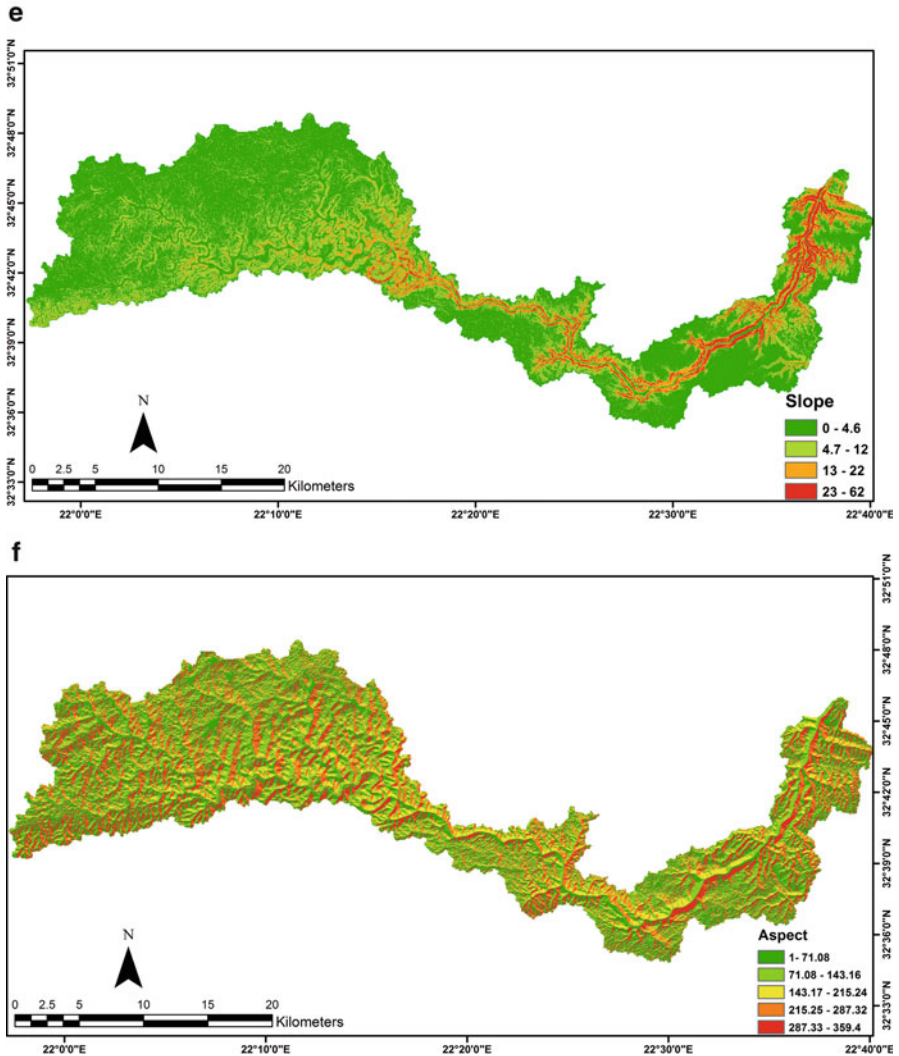 e
32°51'0"N
32°48'0"N
32°45'0"N
32°42'0"N
32°39'0"N
32°36'0"N
32°33'0"N
N
0 2.5 5 10 15 20
Kilometers
Slope
0 - 4.6
4.7 - 12
13 - 22
23 - 62
22°0'0"E 22°10'0"E 22°20'0"E 22°30'0"E 22°40'0"E
f
32°51'0"N
32°48'0"N
32°45'0"N
32°42'0"N
32°39'0"N
32°36'0"N
32°33'0"N
N
0 2.5 5 10 15 20
Kilometers
Aspect
1- 71.08
71.08 - 143.16
143.17 - 215.24
215.25 - 287.32
287.33 - 359.4
22°0'0"E 22°10'0"E 22°20'0"E 22°30'0"E 22°40'0"E